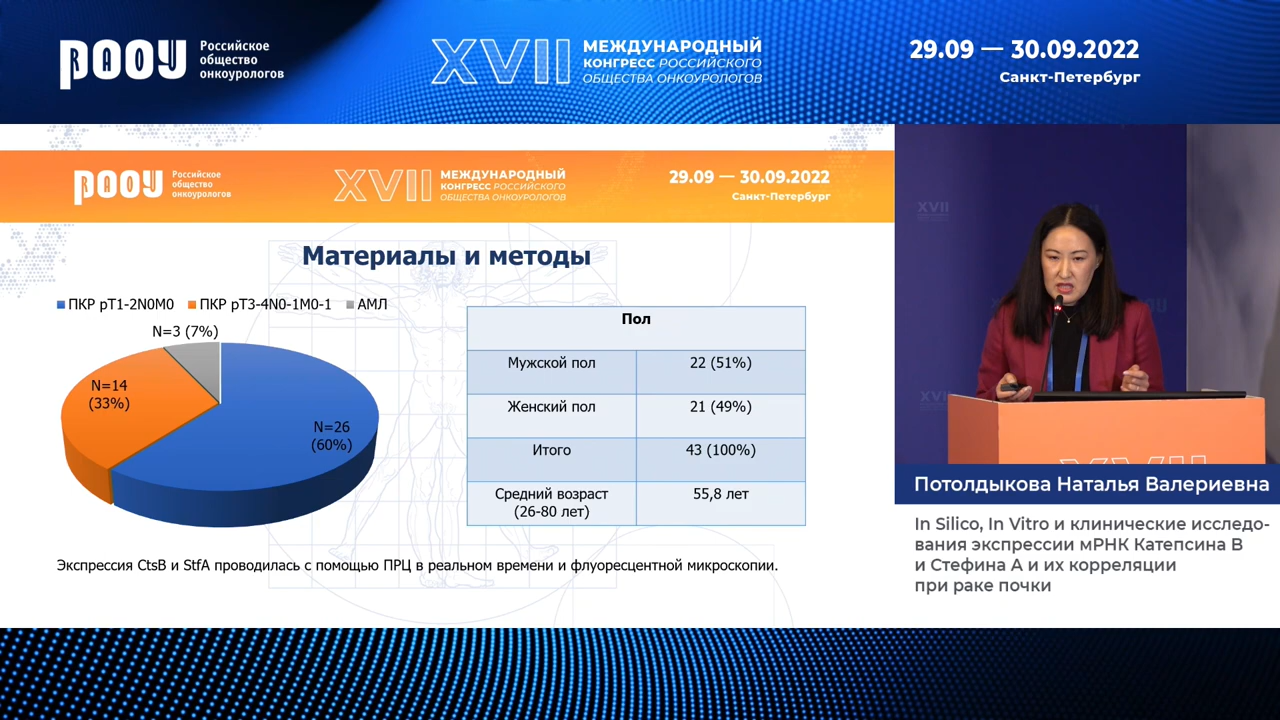 РАОУ
Российское
общество
онкоурологов
XVII
МЕЖДУНАРОДНЫЙ
КОНГРЕСС РОССИЙСКОГО
ОБЩЕСТВА ОНКОУРОЛОГОВ
29.09 — 30.09.2022
Санкт-Петербург
РАОУ
Российское
общество
онкоурологов
XVII
МЕЖДУНАРОДНЫЙ
КОНГРЕСС РОССИЙСКОГО
ОБЩЕСТВА ОНКОУРОЛОГОВ
29.09 — 30.09.2022
Санкт-Петербург
Материалы и методы
ПКР pT1-2N0M0 ПКР pT3-4N0-1M0-1 АМЛ
N=3 (7%)
N=14
(33%)
N=26
(60%)
Пол
Мужской пол 22 (51%)
Женский пол 21 (49%)
Итого 43 (100%)
Средний возраст 55,8 лет
(26-80 лет)
Экспрессия CtsB и StfA проводилась с помощью ПРЦ в реальном времени и флуоресцентной микроскопии.
XVII
XVII
XVII
Потолдыкова Наталья Валериевна
In Silico, In Vitro и клинические исследо-
вания экспрессии мРНК Катепсина В
и Стефина А и их корреляции
при раке почки